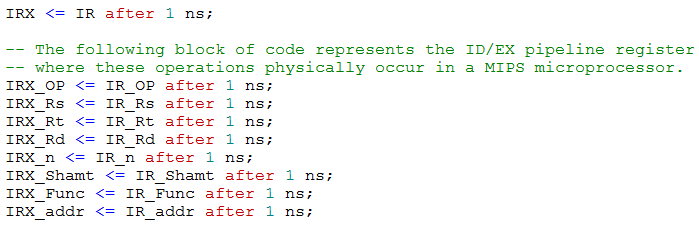 IRX <= IR after 1 ns;
-- The following block of code represents the ID/EX pipeline register
-- where these operations physically occur in a MIPS microprocessor.
IRX_OP <= IR_OP after 1 ns;
IRX_Rs <= IR_Rs after 1 ns;
IRX_Rt <= IR_Rt after 1 ns;
IRX_Rd <= IR_Rd after 1 ns;
IRX_n <= IR_n after 1 ns;
IRX_Shamt <= IR_Shamt after 1 ns;
IRX_Func <= IR_Func after 1 ns;
IRX_addr <= IR_addr after 1 ns;